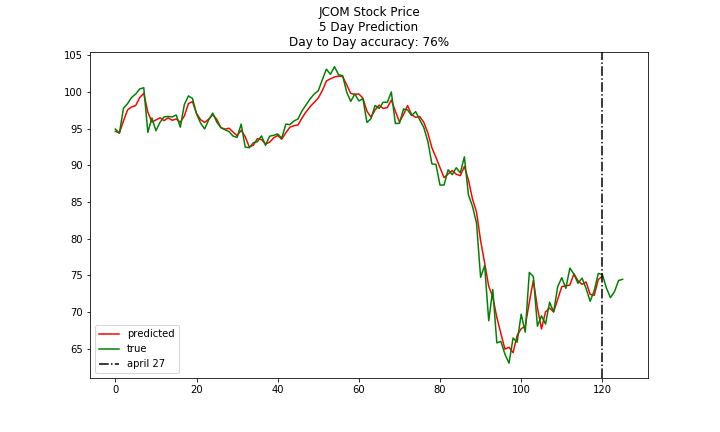 JCOM Stock Price
5 Day Prediction
Day to Day accuracy: 76%
105
100
95
90
85
80
75
70
65
predicted
true
april 27
0
20
40
60
80
100
120